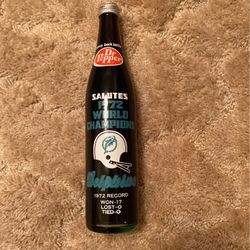 Dr Pepper
SALUTES
1972
WORLD
CHAMPIONS
Dolphins
1972 RECORD
WON-17
LOST-0
TIED-0